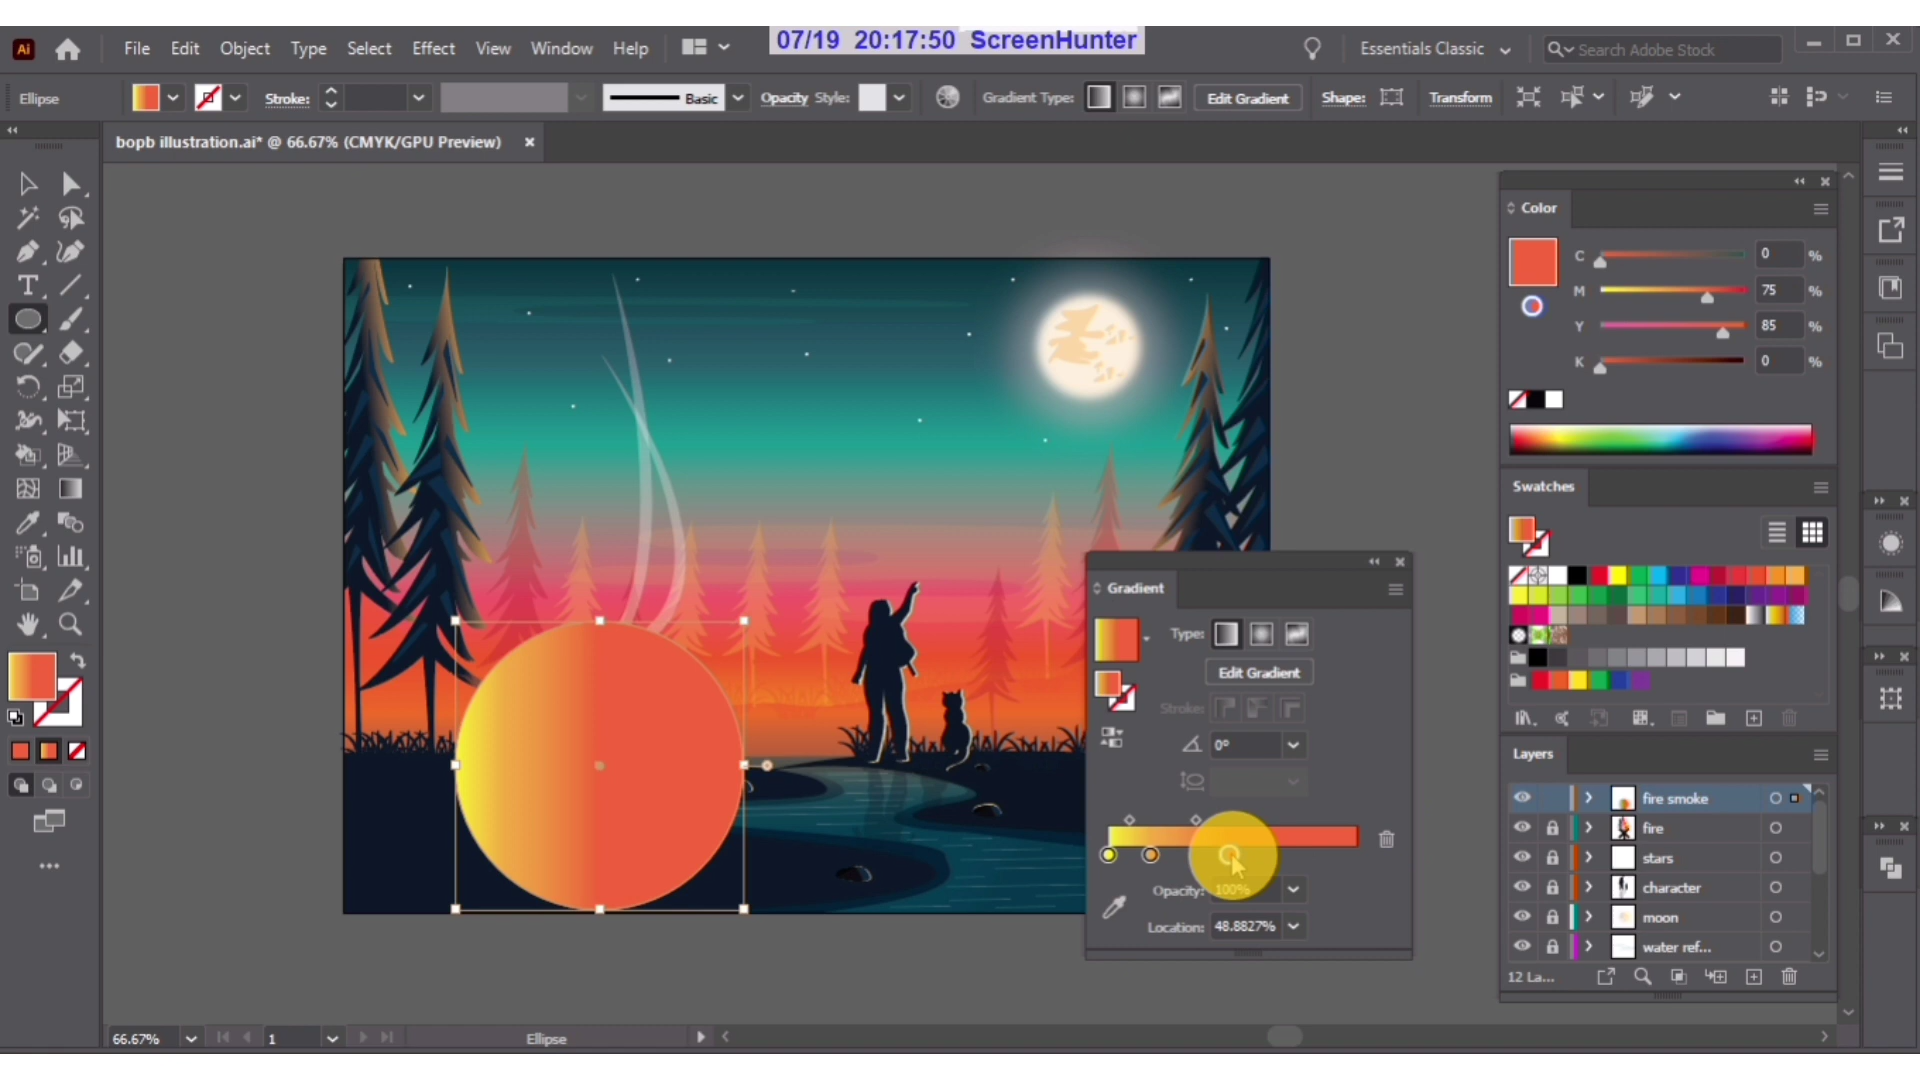 07/19 20:17:50 ScreenHunter
Ai File Edit Object Type Select Effect View Window Help
Essentials Classic
Search Adobe Stock
Ellipse
Stroke:
Basic
Opacity Style:
Gradient Type:
Edit Gradient
Shape:
Transform
bopb illustration.ai* @ 66.67% (CMYK/GPU Preview)
Color
C 0 %
M 75 %
Y 85 %
K 0 %
Swatches
Gradient
Type:
Edit Gradient
Stroke:
0°
Opacity: 100%
Location: 48.8827%
Layers
fire smoke
fire
stars
character
moon
water ref...
12 La...
66.67%
1
Ellipse